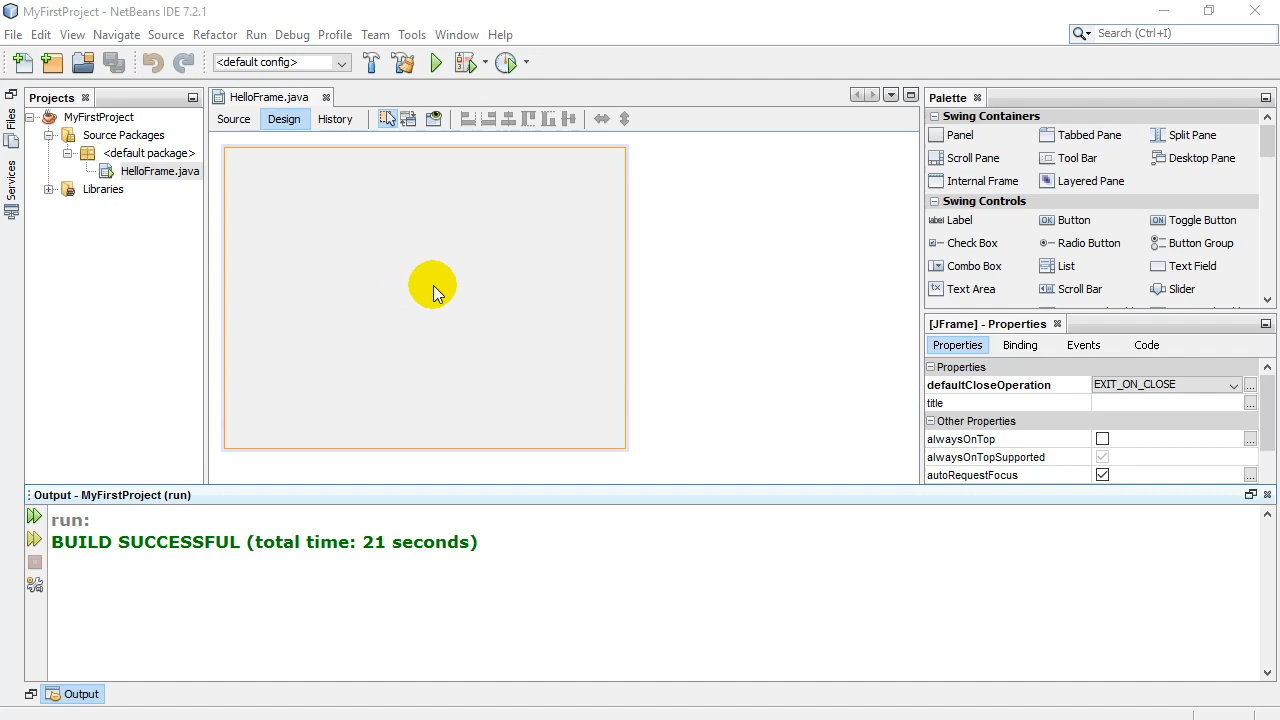 MyFirstProject - NetBeans IDE 7.2.1
File Edit View Navigate Source Refactor Run Debug Profile Team Tools Window Help
Search (Ctrl+I)
<default config>
Files
Services
Projects
MyFirstProject
Source Packages
<default package>
HelloFrame.java
Libraries
HelloFrame.java
Source Design History
Palette
Swing Containers
Panel Tabbed Pane Split Pane
Scroll Pane Tool Bar Desktop Pane
Internal Frame Layered Pane
Swing Controls
label Label OK Button ON Toggle Button
Check Box Radio Button Button Group
Combo Box List Text Field
Text Area Scroll Bar Slider
[JFrame] - Properties
Properties Binding Events Code
Properties
defaultCloseOperation EXIT_ON_CLOSE ...
title ...
Other Properties
alwaysOnTop ...
alwaysOnTopSupported
autoRequestFocus ...
Output - MyFirstProject (run)
run:
BUILD SUCCESSFUL (total time: 21 seconds)
Output